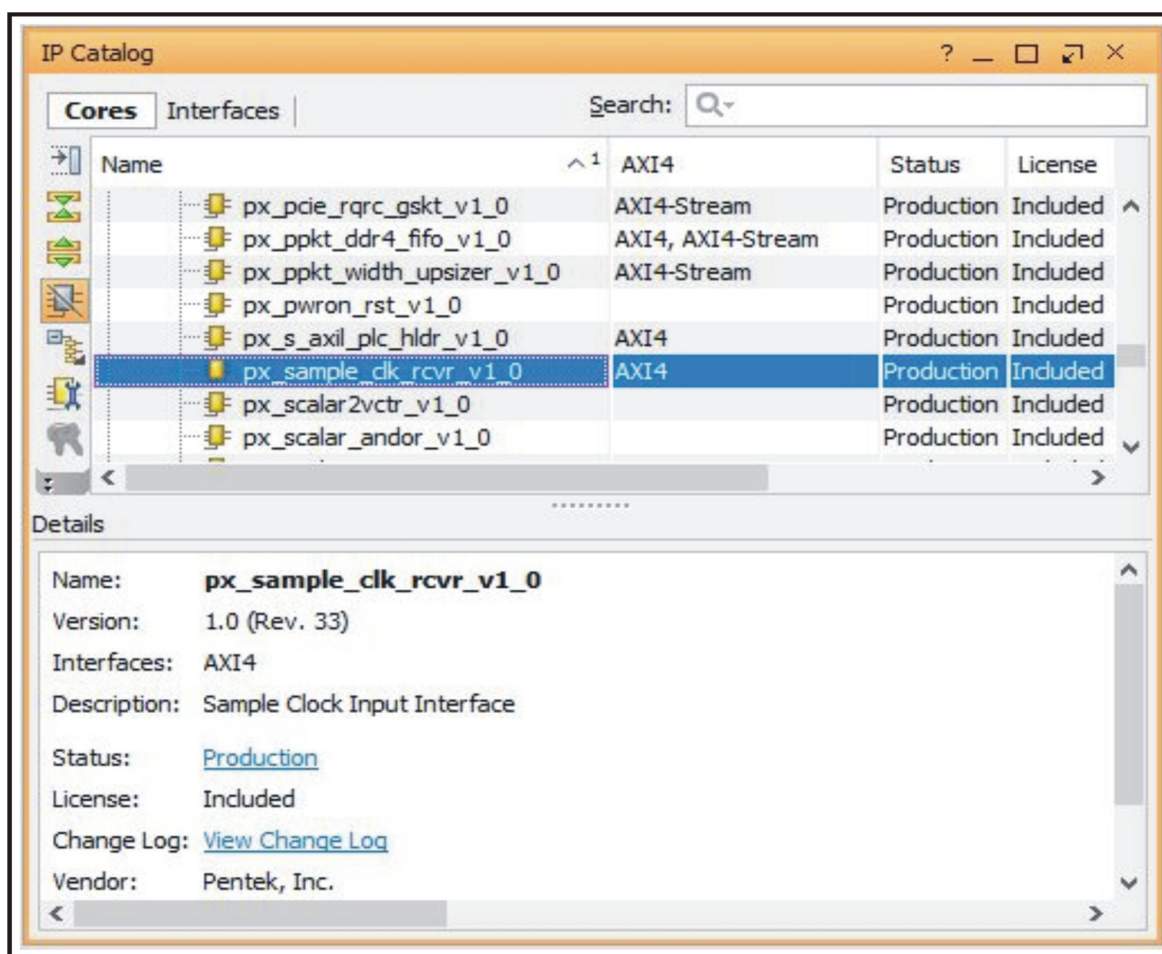 IP Catalog
Cores Interfaces Search:
Name 1 AXI4 Status License
px_pcie_rqrc_gskt_v1_0 AXI4-Stream Production Included
px_ppkt_ddr4_fifo_v1_0 AXI4, AXI4-Stream Production Included
px_ppkt_width_upsizer_v1_0 AXI4-Stream Production Included
px_pwron_rst_v1_0 Production Included
px_s_axil_plc_hldr_v1_0 AXI4 Production Included
px_sample_clk_rcvr_v1_0 AXI4 Production Included
px_scalar2vctr_v1_0 Production Included
px_scalar_andor_v1_0 Production Included
Details
Name: px_sample_clk_rcvr_v1_0
Version: 1.0 (Rev. 33)
Interfaces: AXI4
Description: Sample Clock Input Interface
Status: Production
License: Included
Change Log: View Change Log
Vendor: Pentek, Inc.